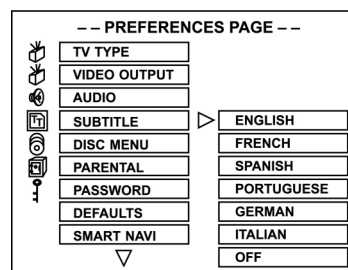 – – PREFERENCES PAGE – –
TV TYPE
VIDEO OUTPUT
AUDIO
SUBTITLE
DISC MENU
PARENTAL
PASSWORD
DEFAULTS
SMART NAVI
ENGLISH
FRENCH
SPANISH
PORTUGUESE
GERMAN
ITALIAN
OFF